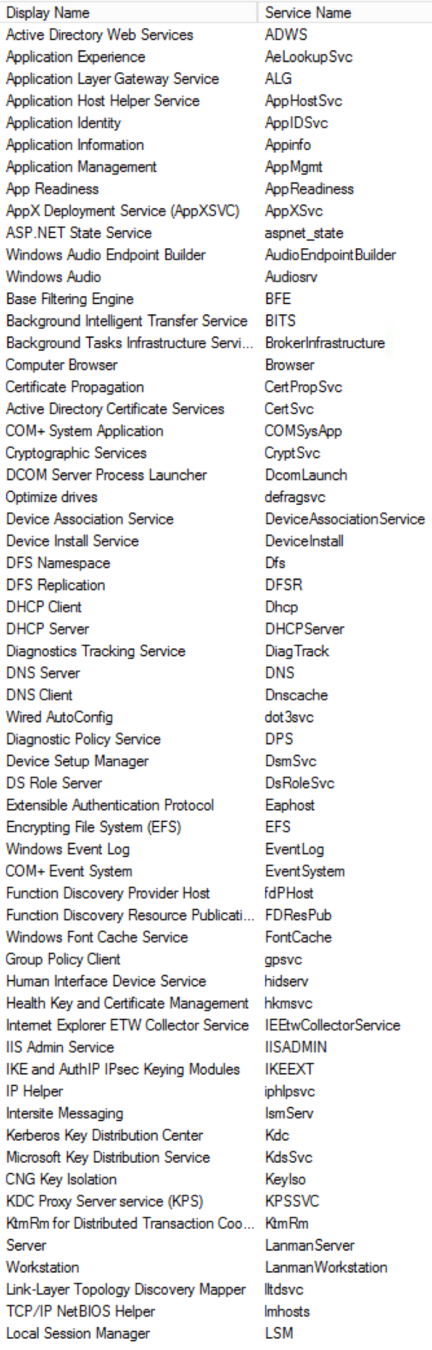 Display Name Service Name
Active Directory Web Services ADWS
Application Experience AeLookupSvc
Application Layer Gateway Service ALG
Application Host Helper Service AppHostSvc
Application Identity AppIDSvc
Application Information Appinfo
Application Management AppMgmt
App Readiness AppReadiness
AppX Deployment Service (AppXSVC) AppXSvc
ASP.NET State Service aspnet_state
Windows Audio Endpoint Builder AudioEndpointBuilder
Windows Audio Audiosrv
Base Filtering Engine BFE
Background Intelligent Transfer Service BITS
Background Tasks Infrastructure Servi... BrokerInfrastructure
Computer Browser Browser
Certificate Propagation CertPropSvc
Active Directory Certificate Services CertSvc
COM+ System Application COMSysApp
Cryptographic Services CryptSvc
DCOM Server Process Launcher DcomLaunch
Optimize drives defragsvc
Device Association Service DeviceAssociationService
Device Install Service DeviceInstall
DFS Namespace Dfs
DFS Replication DFSR
DHCP Client Dhcp
DHCP Server DHCPServer
Diagnostics Tracking Service DiagTrack
DNS Server DNS
DNS Client Dnscache
Wired AutoConfig dot3svc
Diagnostic Policy Service DPS
Device Setup Manager DsmSvc
DS Role Server DsRoleSvc
Extensible Authentication Protocol Eaphost
Encrypting File System (EFS) EFS
Windows Event Log EventLog
COM+ Event System EventSystem
Function Discovery Provider Host fdPHost
Function Discovery Resource Publicati... FDResPub
Windows Font Cache Service FontCache
Group Policy Client gpsvc
Human Interface Device Service hidserv
Health Key and Certificate Management hkmsvc
Internet Explorer ETW Collector Service IEEtwCollectorService
IIS Admin Service IISADMIN
IKE and AuthIP IPsec Keying Modules IKEEXT
IP Helper iphlpsvc
Intersite Messaging IsmServ
Kerberos Key Distribution Center Kdc
Microsoft Key Distribution Service KdsSvc
CNG Key Isolation KeyIso
KDC Proxy Server service (KPS) KPSSVC
KtmRm for Distributed Transaction Coo... KtmRm
Server LanmanServer
Workstation LanmanWorkstation
Link-Layer Topology Discovery Mapper lltdsvc
TCP/IP NetBIOS Helper lmhosts
Local Session Manager LSM